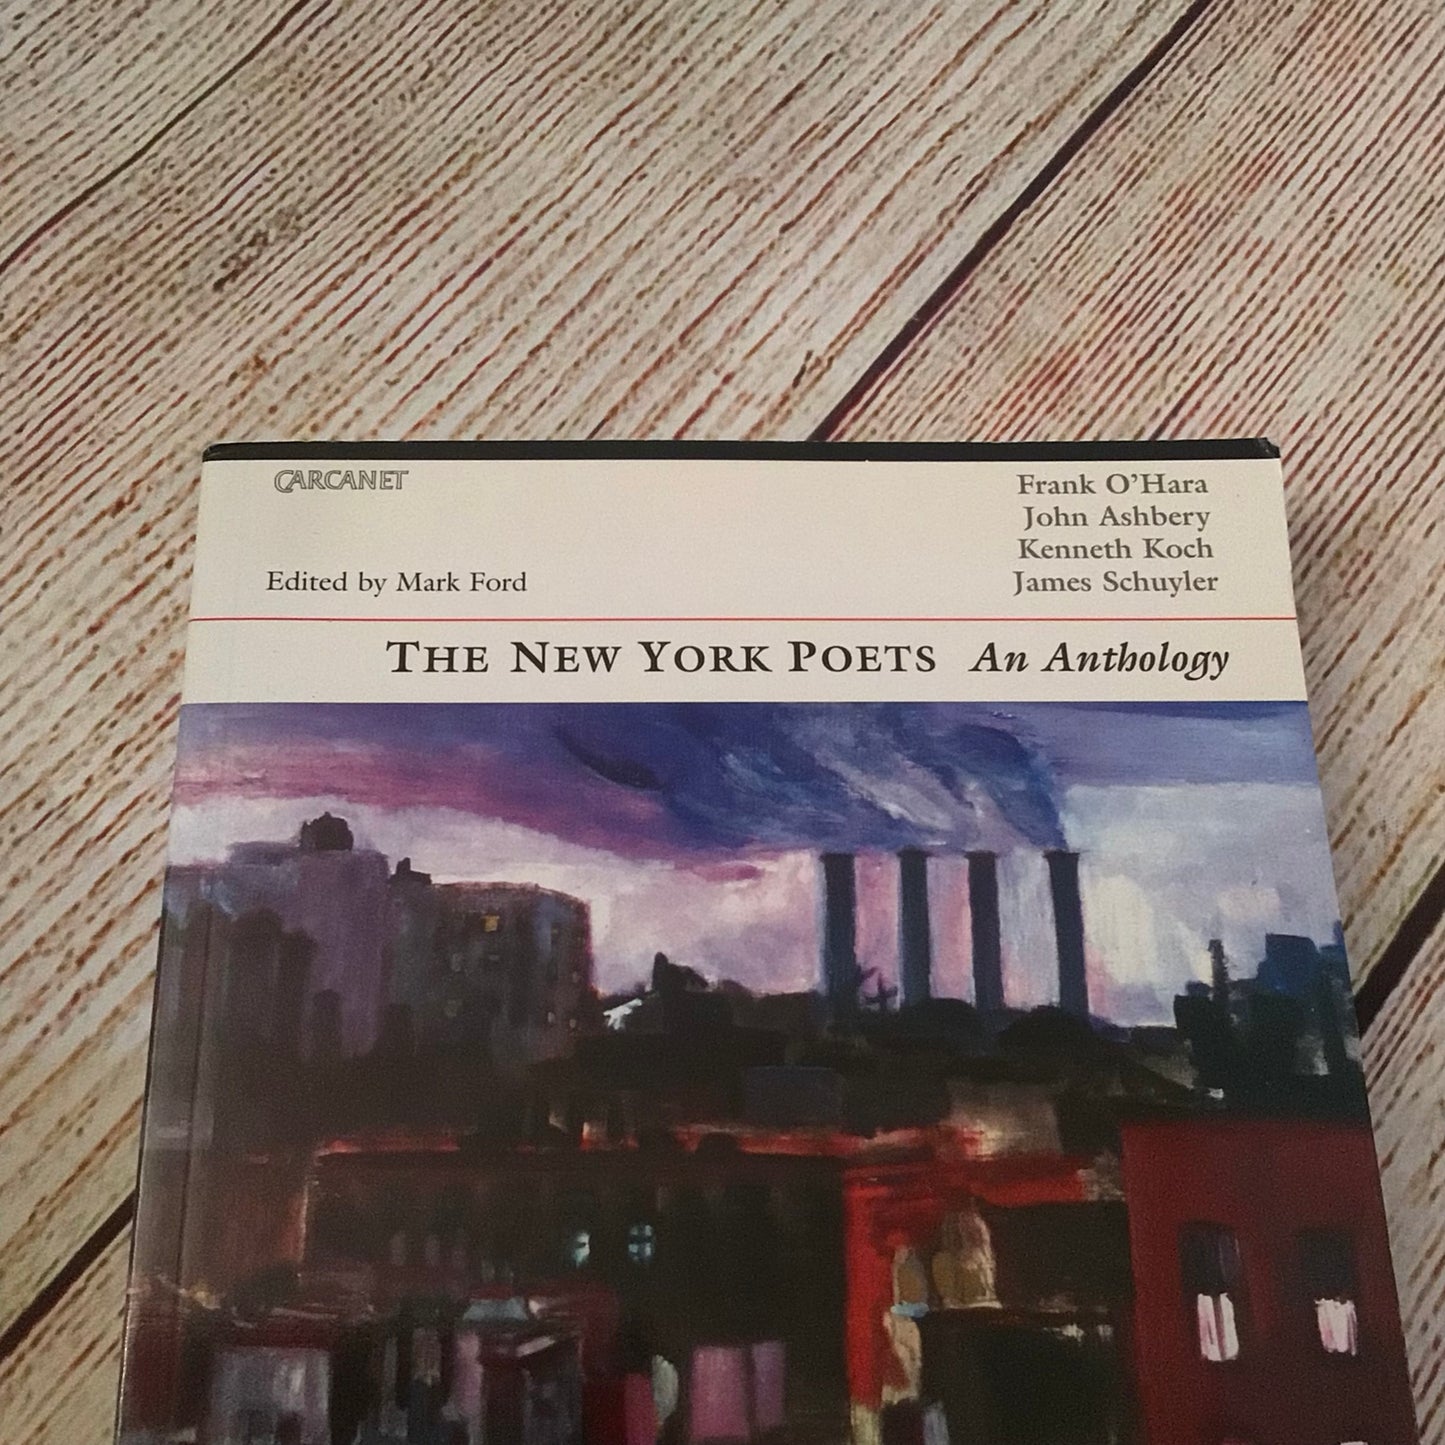 CARCANET
Frank O'Hara
John Ashbery
Kenneth Koch
James Schuyler
Edited by Mark Ford
THE NEW YORK POETS An Anthology